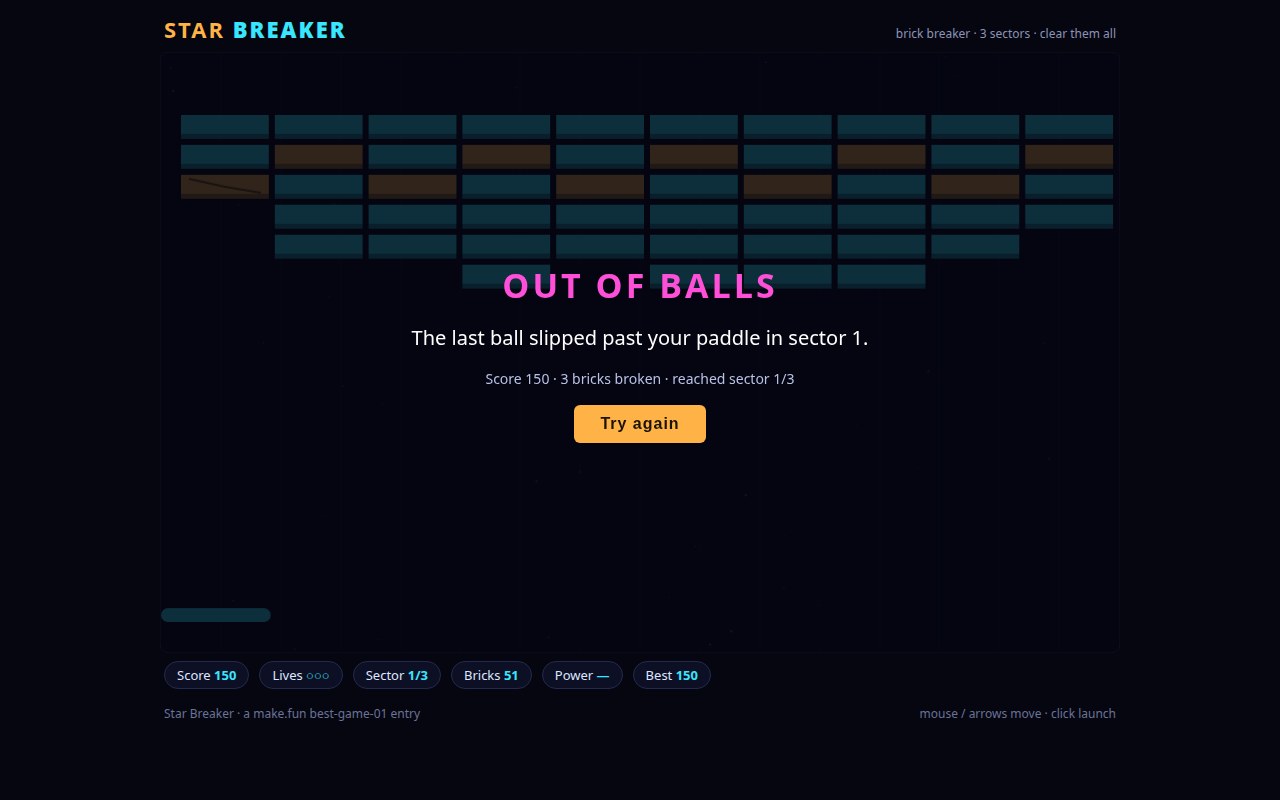 STAR BREAKER
brick breaker · 3 sectors · clear them all
OUT OF BALLS
The last ball slipped past your paddle in sector 1.
Score 150 · 3 bricks broken · reached sector 1/3
Try again
Score 150 Lives ○○○ Sector 1/3 Bricks 51 Power — Best 150
Star Breaker · a make.fun best-game-01 entry
mouse / arrows move · click launch